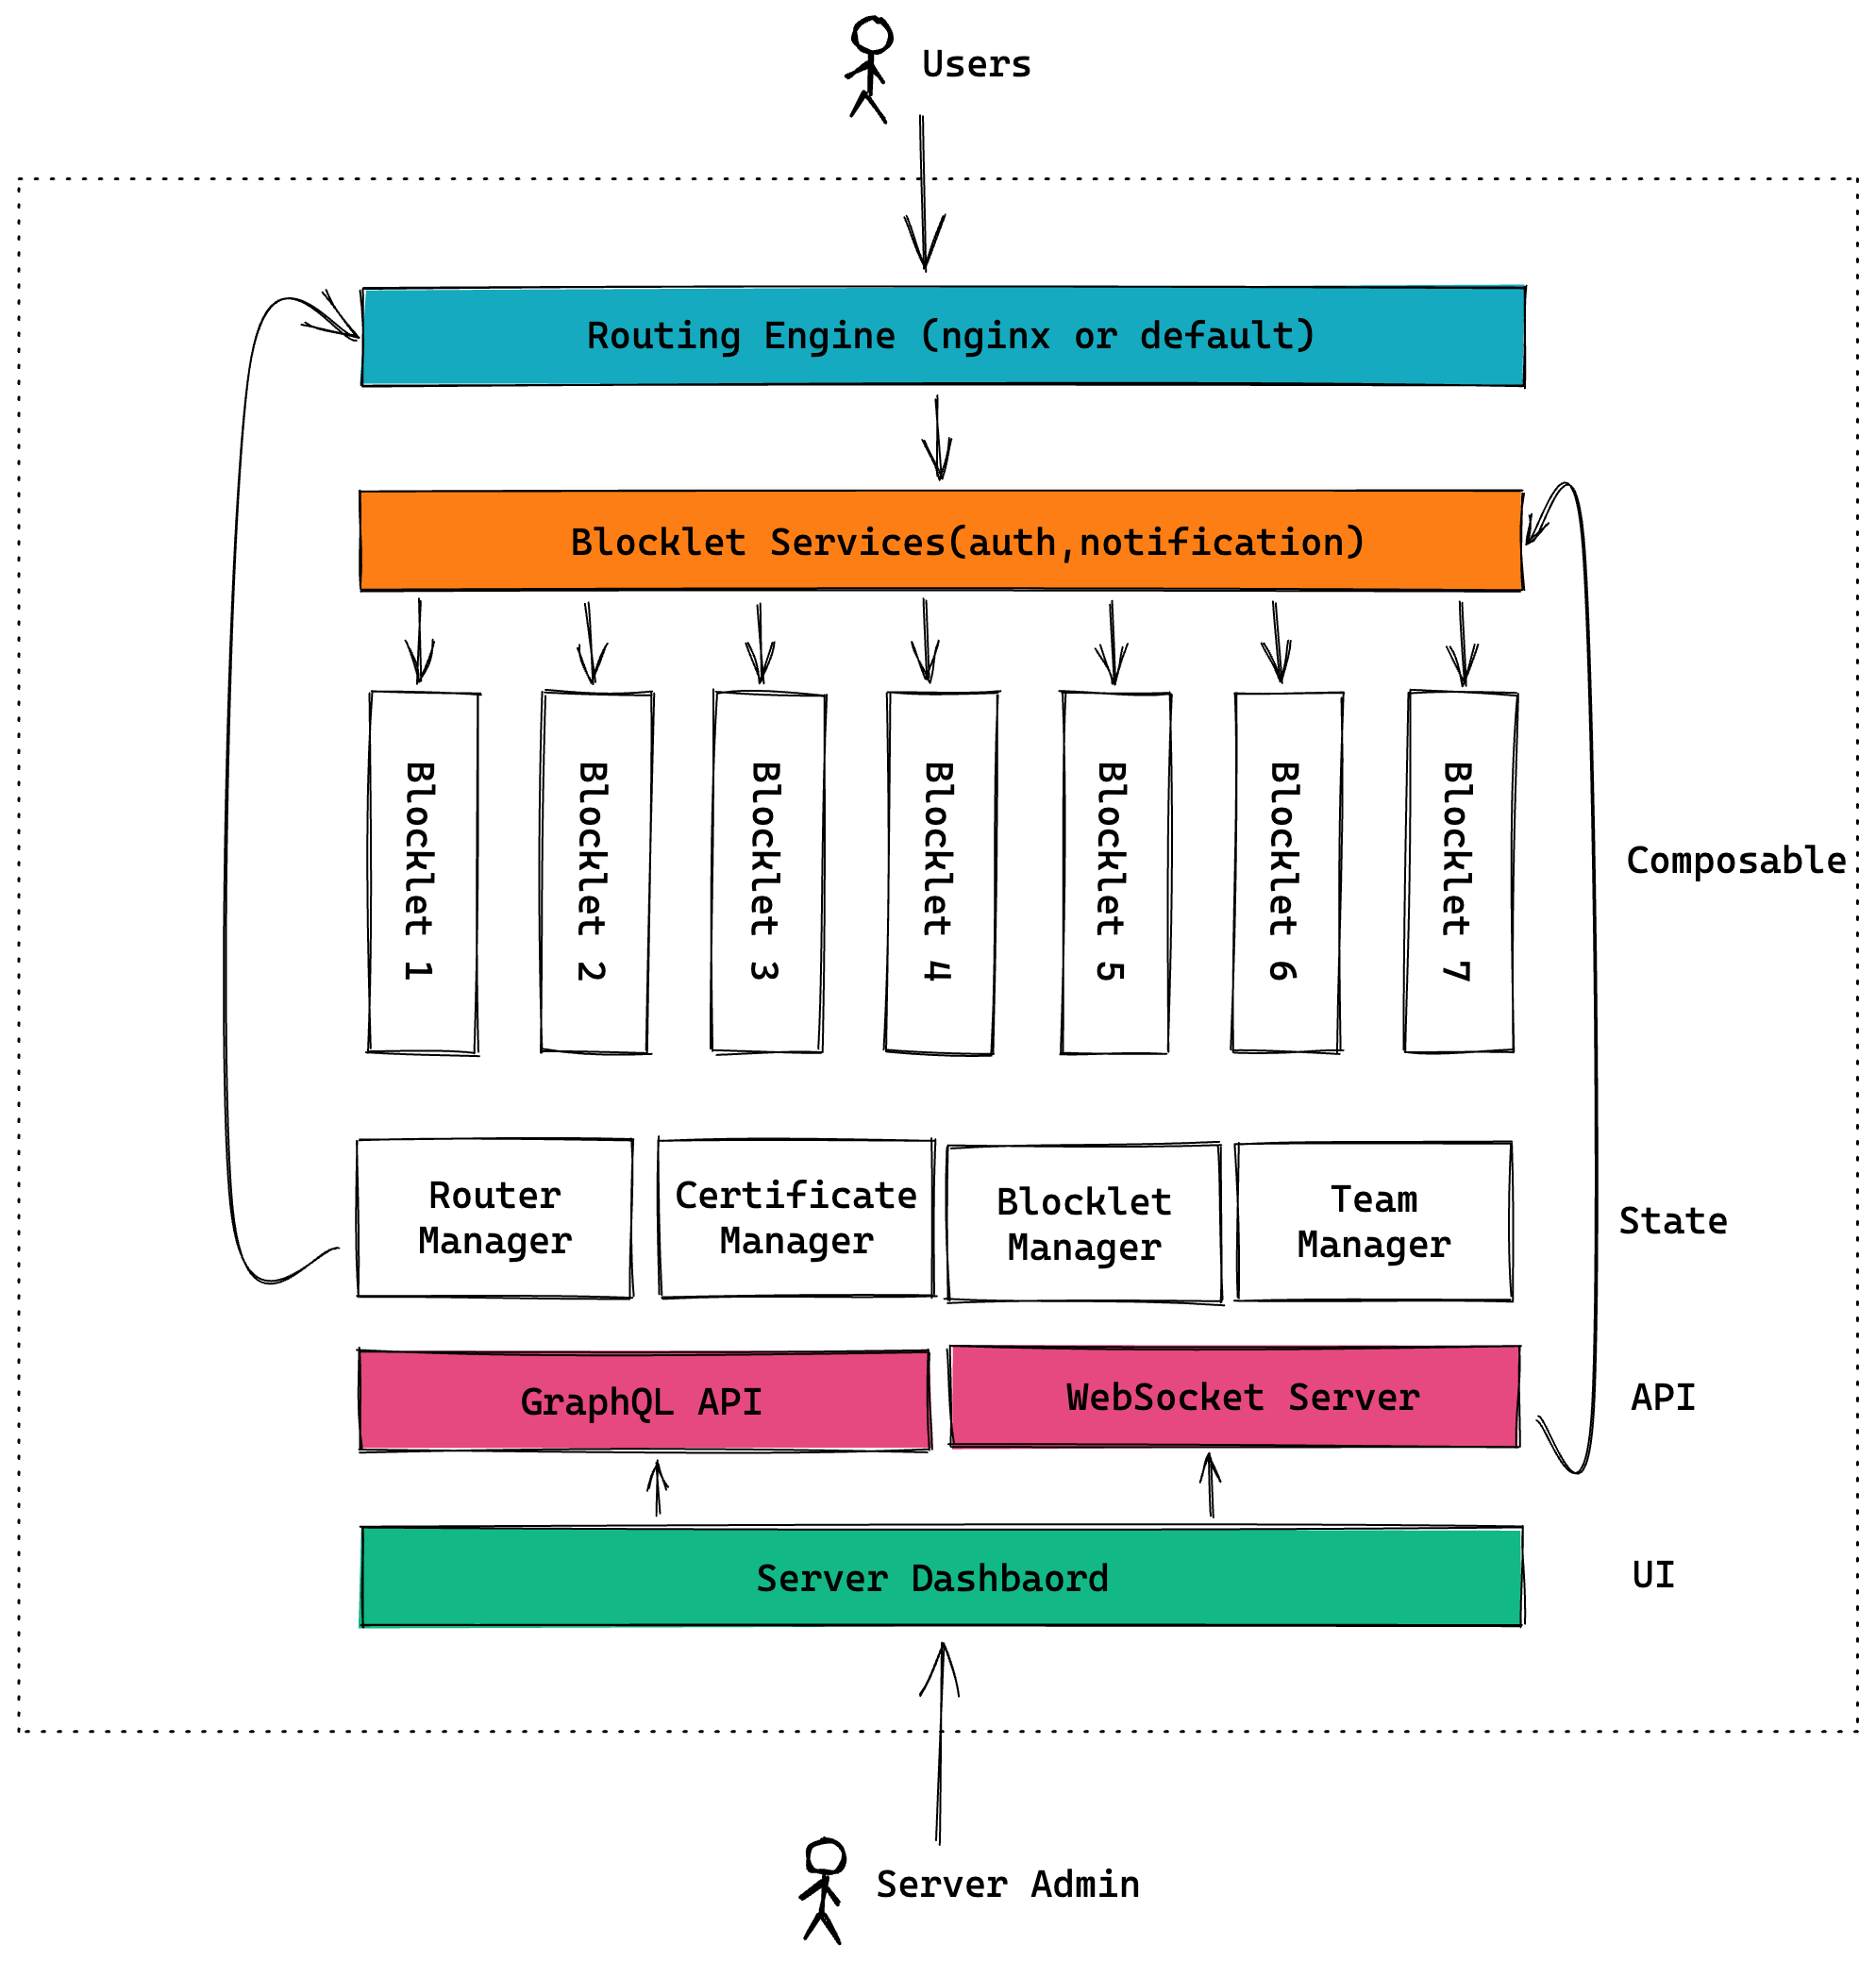 Users
Routing Engine (nginx or default)
Blocklet Services(auth,notification)
Blocklet 1
Blocklet 2
Blocklet 3
Blocklet 4
Blocklet 5
Blocklet 6
Blocklet 7
Composable
Router
Manager
Certificate
Manager
Blocklet
Manager
Team
Manager
State
GraphQL API
WebSocket Server
API
Server Dashbaord
UI
Server Admin